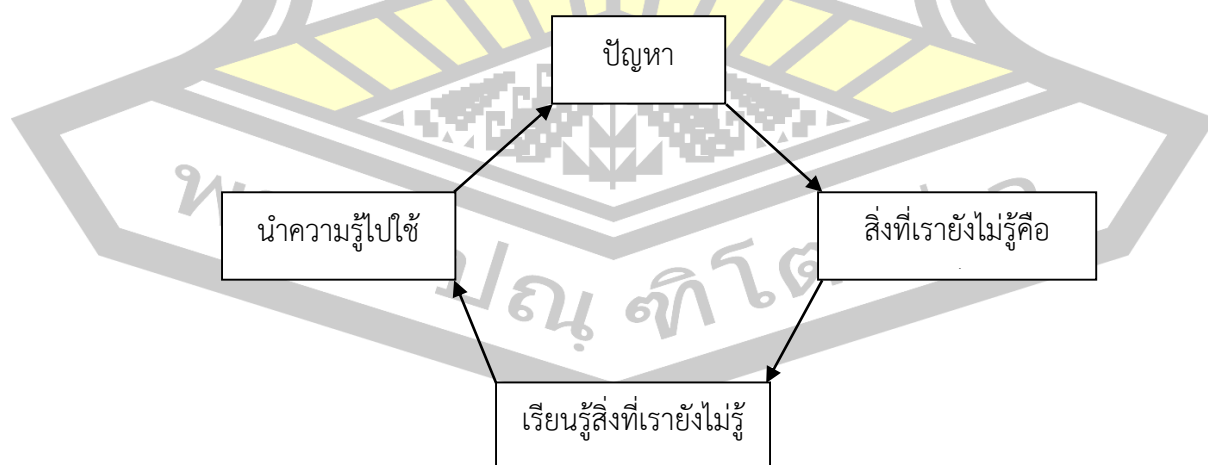 ปัญหา
นำความรู้ไปใช้
สิ่งที่เรายังไม่รู้คือ
เรียนรู้สิ่งที่เรายังไม่รู้